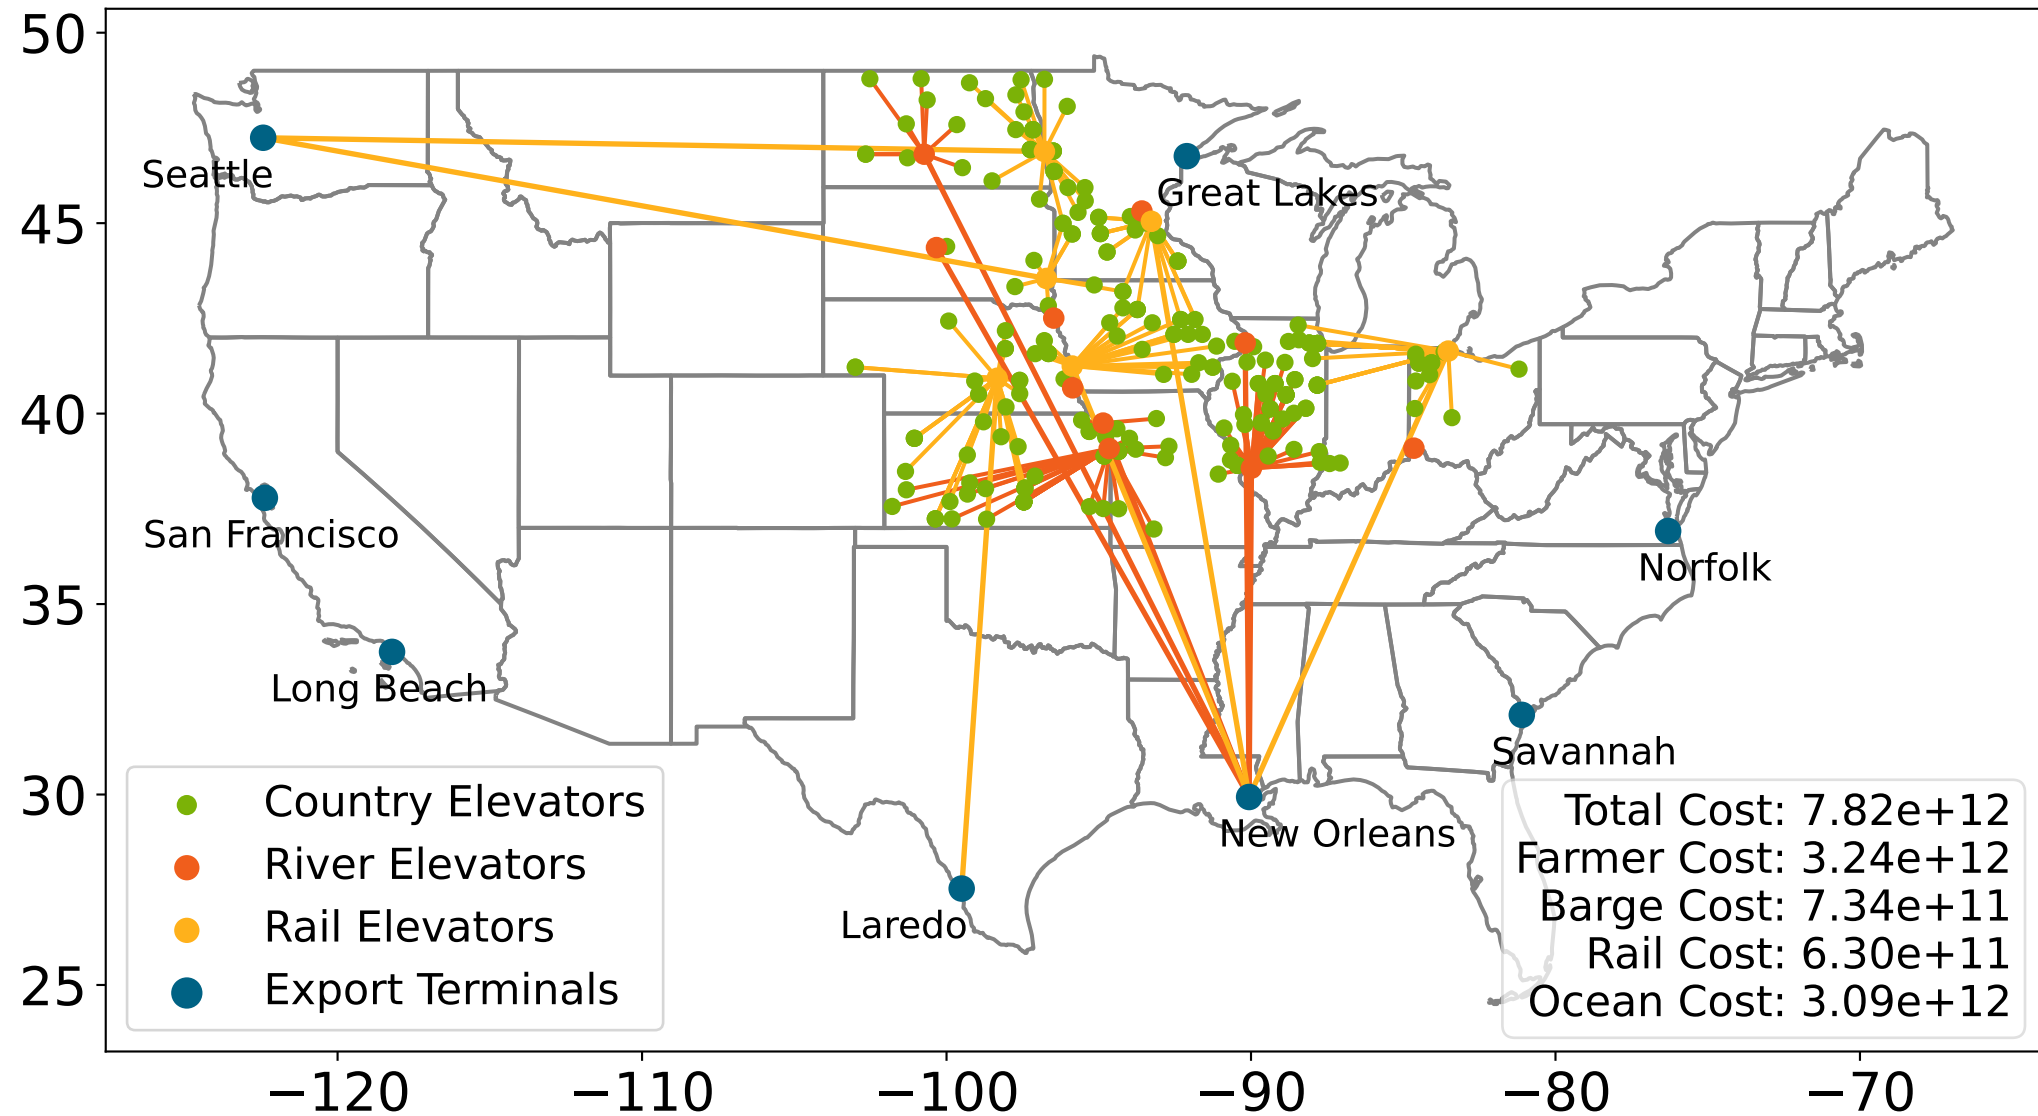 50
45
40
35
30
25
−120
−110
−100
−90
−80
−70
Seattle
Great Lakes
San Francisco
Norfolk
Long Beach
Savannah
New Orleans
Laredo
Country Elevators
River Elevators
Rail Elevators
Export Terminals
Total Cost: 7.82e+12
Farmer Cost: 3.24e+12
Barge Cost: 7.34e+11
Rail Cost: 6.30e+11
Ocean Cost: 3.09e+12